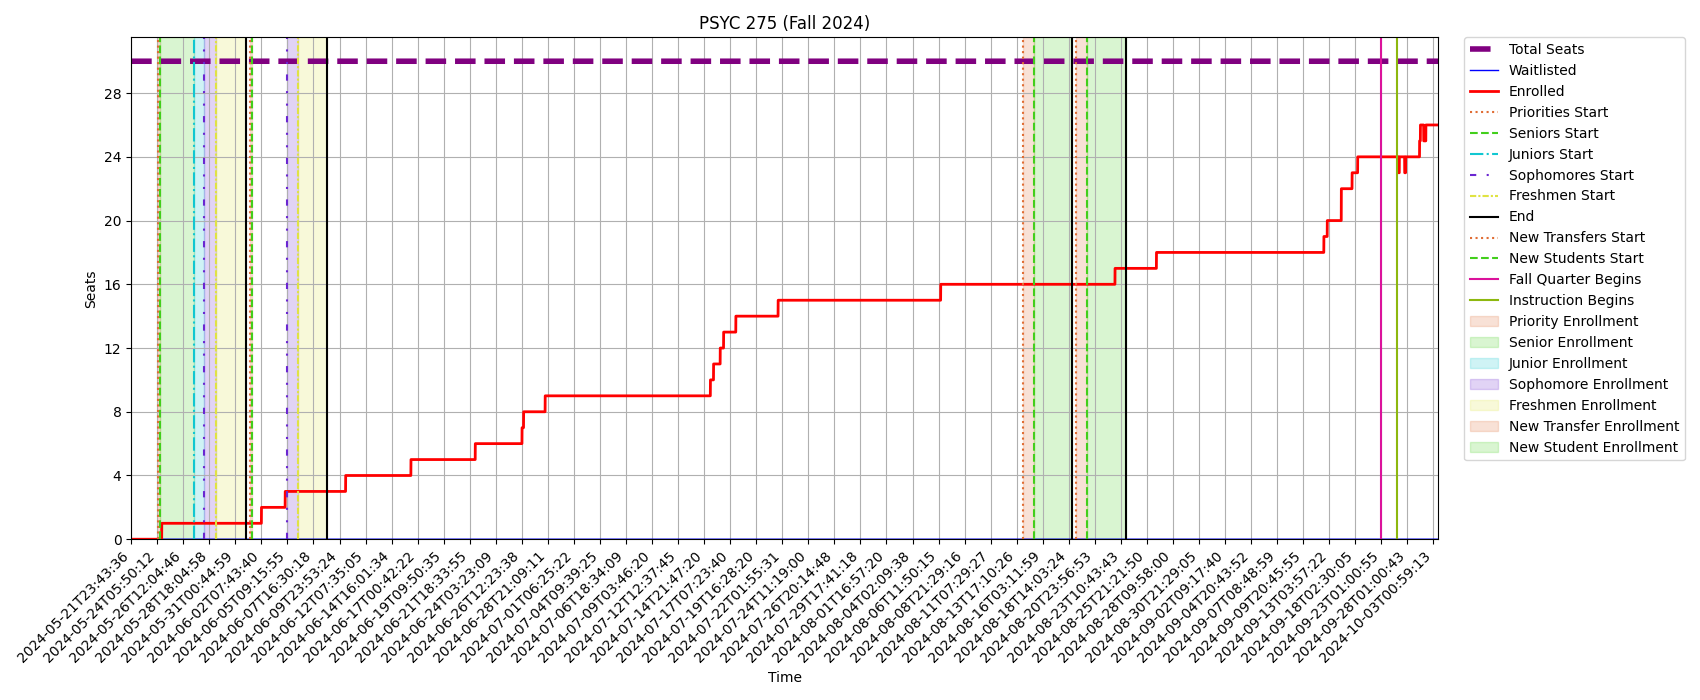 PSYC 275 (Fall 2024)
Seats
28
24
20
16
12
8
4
0
2024-05-21T23:43:36
2024-05-24T05:50:12
2024-05-26T12:04:46
2024-05-28T18:04:58
2024-05-31T00:44:59
2024-06-02T07:43:40
2024-06-05T09:15:55
2024-06-07T16:30:18
2024-06-09T23:53:24
2024-06-12T07:35:05
2024-06-14T16:01:34
2024-06-17T00:42:22
2024-06-19T09:50:35
2024-06-21T18:33:55
2024-06-24T03:23:09
2024-06-26T12:23:38
2024-06-28T21:09:11
2024-07-01T06:25:22
2024-07-04T09:39:25
2024-07-06T18:34:09
2024-07-09T03:46:20
2024-07-12T12:37:45
2024-07-14T21:47:20
2024-07-17T07:23:40
2024-07-19T16:28:20
2024-07-22T01:55:31
2024-07-24T11:19:00
2024-07-26T20:14:48
2024-07-29T17:41:18
2024-08-01T16:57:20
2024-08-04T02:09:38
2024-08-06T11:50:15
2024-08-08T21:29:16
2024-08-11T07:29:27
2024-08-13T17:10:26
2024-08-16T03:11:59
2024-08-18T14:03:24
2024-08-20T23:56:53
2024-08-23T10:43:43
2024-08-25T21:21:50
2024-08-28T09:58:00
2024-08-30T21:29:05
2024-09-02T09:17:40
2024-09-04T20:43:52
2024-09-07T08:48:59
2024-09-09T20:45:55
2024-09-13T03:57:22
2024-09-18T02:30:05
2024-09-23T01:00:55
2024-09-28T01:00:43
2024-10-03T00:59:13
Time
Total Seats
Waitlisted
Enrolled
Priorities Start
Seniors Start
Juniors Start
Sophomores Start
Freshmen Start
End
New Transfers Start
New Students Start
Fall Quarter Begins
Instruction Begins
Priority Enrollment
Senior Enrollment
Junior Enrollment
Sophomore Enrollment
Freshmen Enrollment
New Transfer Enrollment
New Student Enrollment